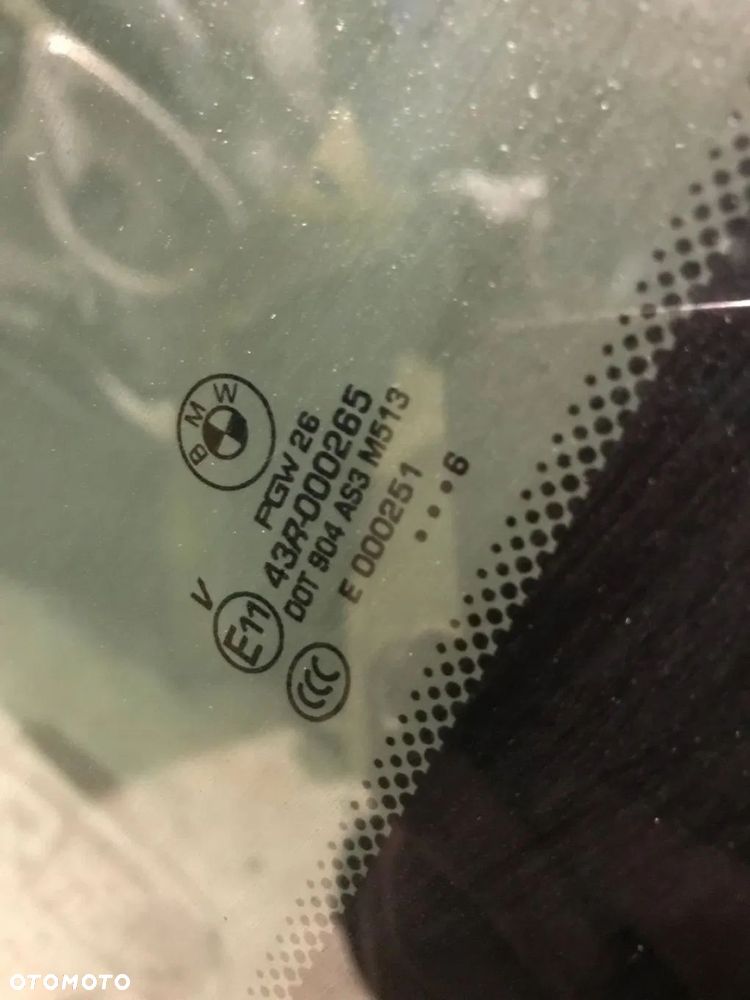 BMW
PGW 26
V
E11 43R-000265
DOT 904 AS3 M513
CCC E 000251
••••6
OTOMOTO